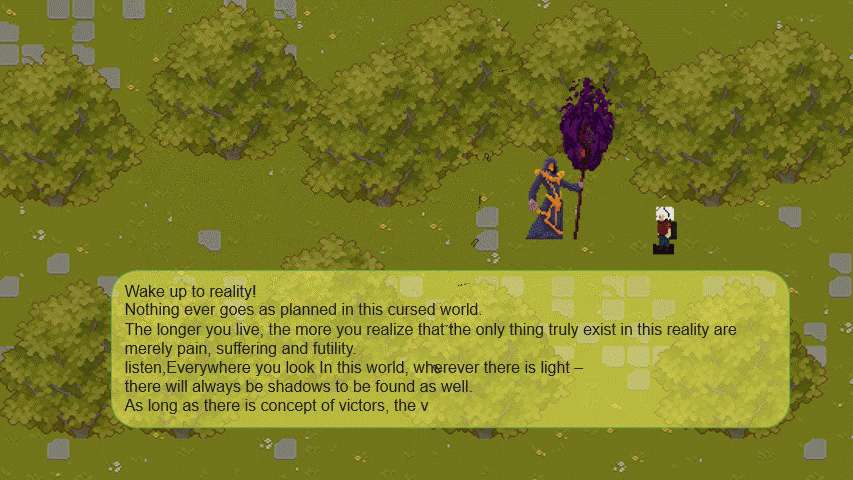 Wake up to reality!
Nothing ever goes as planned in this cursed world.
The longer you live, the more you realize that the only thing truly exist in this reality are
merely pain, suffering and futility.
listen,Everywhere you look In this world, wherever there is light –
there will always be shadows to be found as well.
As long as there is concept of victors, the v